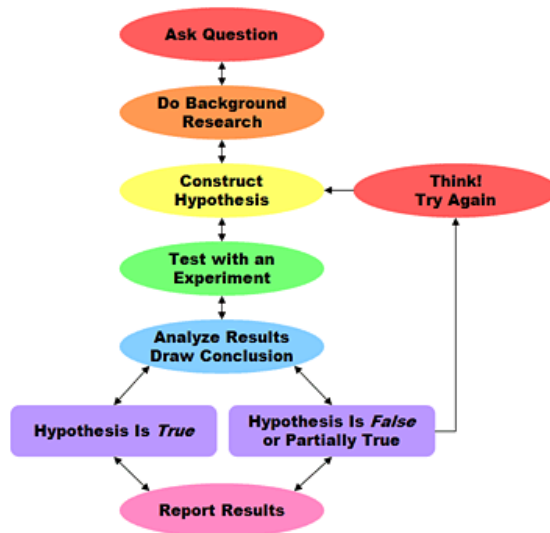 Ask Question
Do Background
Research
Construct
Hypothesis
Think!
Try Again
Test with an
Experiment
Analyze Results
Draw Conclusion
Hypothesis Is True
Hypothesis Is False
or Partially True
Report Results